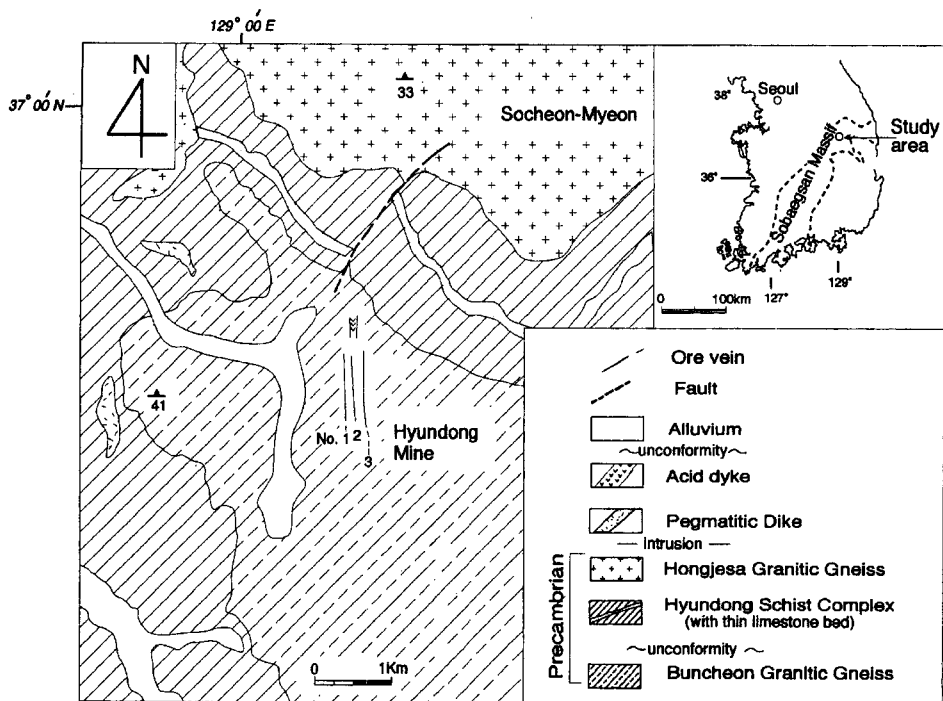 129° 00́ E
37° 00́ N
N
33
Socheon-Myeon
41
No. 1 2
3
Hyundong
Mine
0 1Km
38°
Seoul
Study
area
36°
Sobaegsan Massif
0 100km
127°
129°
Ore vein
Fault
Alluvium
~unconformity~
Acid dyke
Pegmatitic Dike
— Intrusion —
Precambrian
Hongjesa Granitic Gneiss
Hyundong Schist Complex
(with thin limestone bed)
~unconformity ~
Buncheon Granitic Gneiss